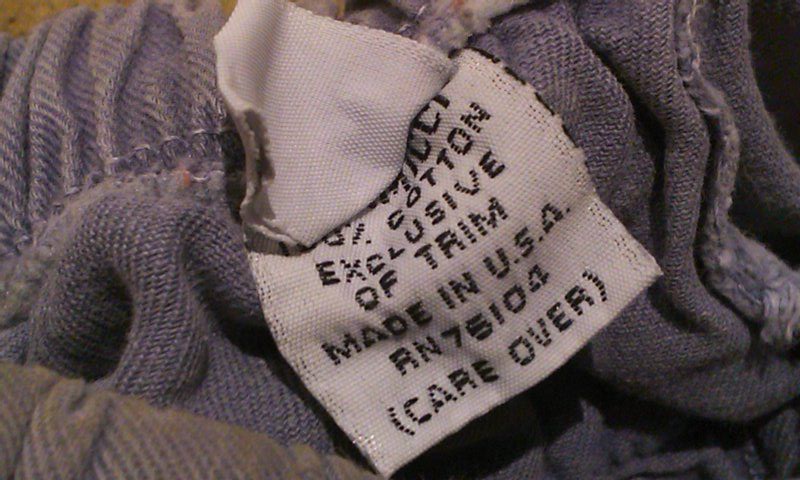 COTTON
EXCLUSIVE
OF TRIM
MADE IN U.S.A.
RN75104
(CARE OVER)